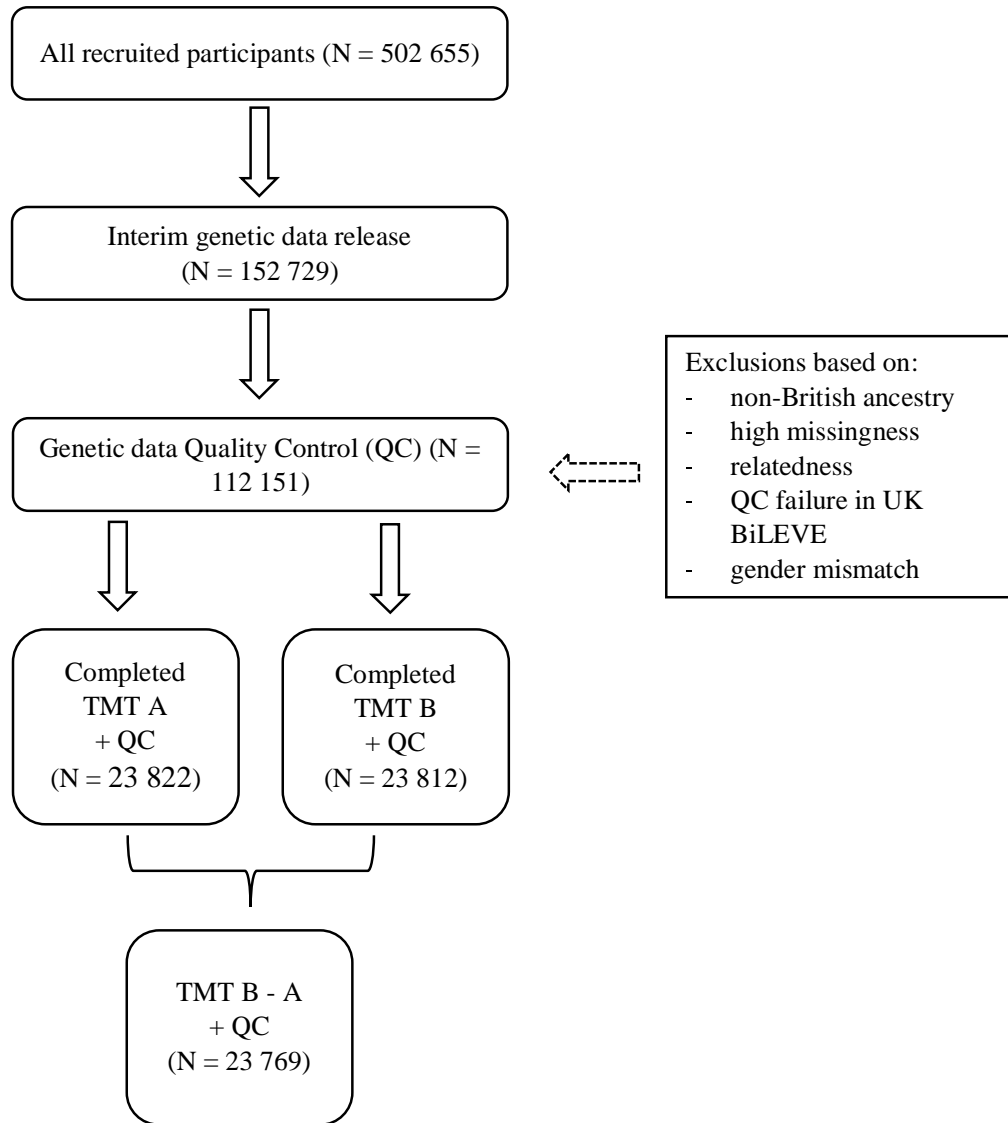 All recruited participants (N = 502 655)
Interim genetic data release
(N = 152 729)
Exclusions based on:
- non-British ancestry
- high missingness
- relatedness
- QC failure in UK
BiLEVE
- gender mismatch
Genetic data Quality Control (QC) (N =
112 151)
Completed
TMT A
+ QC
(N = 23 822)
Completed
TMT B
+ QC
(N = 23 812)
TMT B - A
+ QC
(N = 23 769)